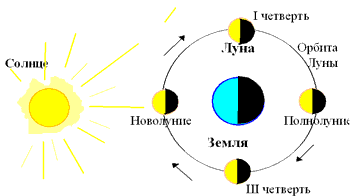 I четверть
Солнце
Луна
Орбита
Луны
Новолуние
Полнолуние
Земля
III четверть